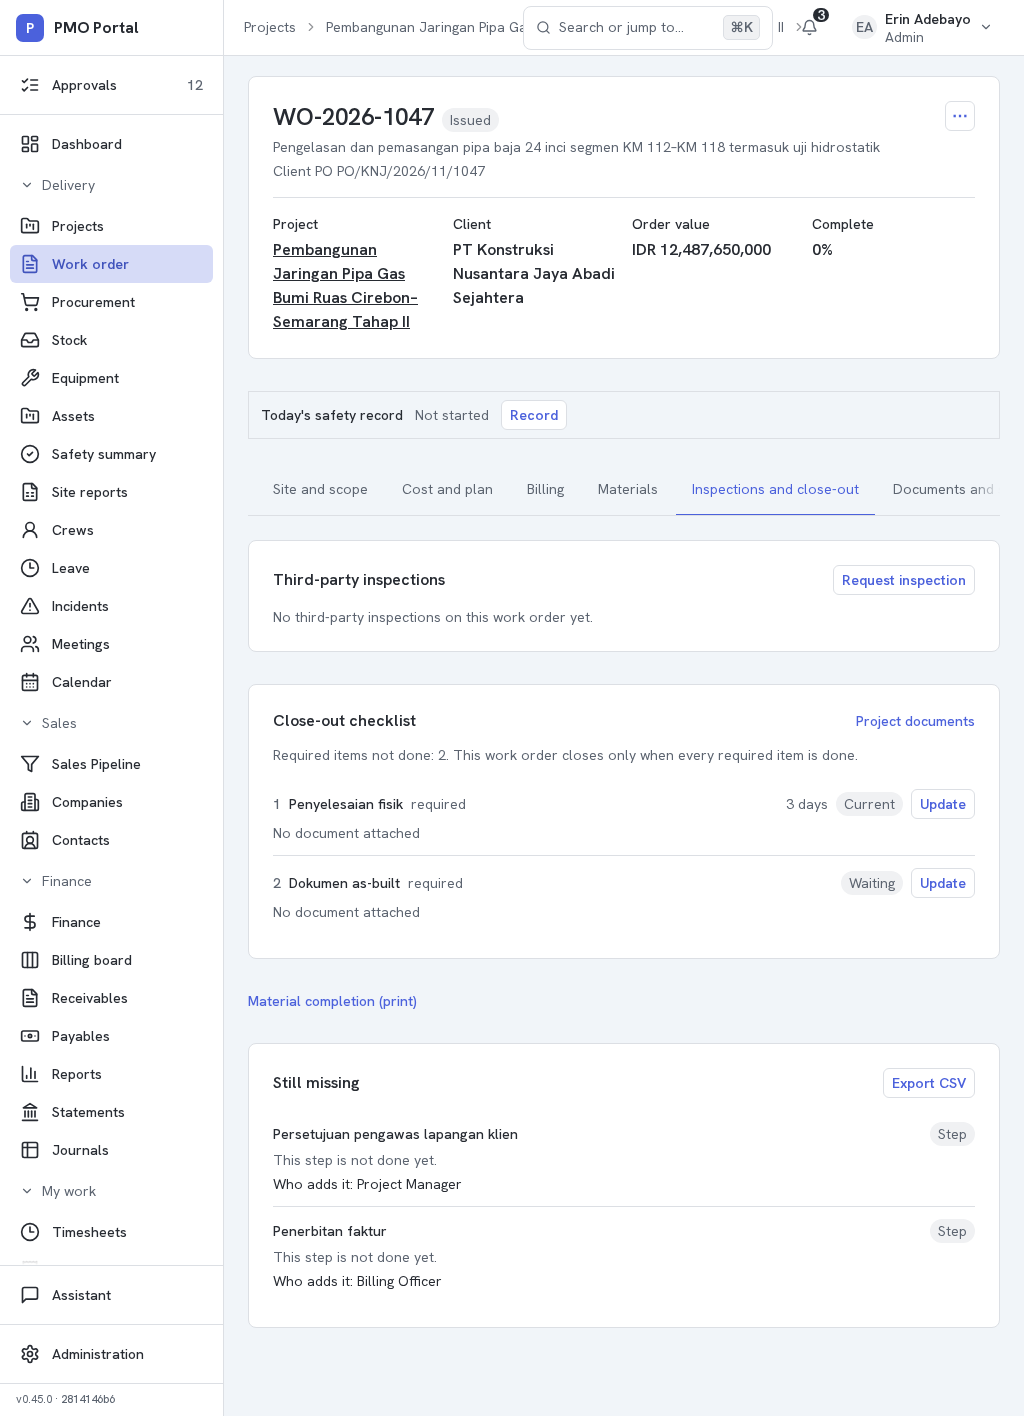 P PMO Portal
Projects > Pembangunan Jaringan Pipa Ga
Search or jump to... ⌘K
II
3
EA Erin Adebayo
Admin
Approvals 12
Dashboard
Delivery
Projects
Work order
Procurement
Stock
Equipment
Assets
Safety summary
Site reports
Crews
Leave
Incidents
Meetings
Calendar
Sales
Sales Pipeline
Companies
Contacts
Finance
Finance
Billing board
Receivables
Payables
Reports
Statements
Journals
My work
Timesheets
Assistant
Administration
v0.45.0 · 2814146b6
WO-2026-1047 Issued
Pengelasan dan pemasangan pipa baja 24 inci segmen KM 112–KM 118 termasuk uji hidrostatik
Client PO PO/KNJ/2026/11/1047
Project
Pembangunan
Jaringan Pipa Gas
Bumi Ruas Cirebon–
Semarang Tahap II
Client
PT Konstruksi
Nusantara Jaya Abadi
Sejahtera
Order value
IDR 12,487,650,000
Complete
0%
Today's safety record Not started Record
Site and scope Cost and plan Billing Materials Inspections and close-out Documents and
Third-party inspections Request inspection
No third-party inspections on this work order yet.
Close-out checklist Project documents
Required items not done: 2. This work order closes only when every required item is done.
1 Penyelesaian fisik required 3 days Current Update
No document attached
2 Dokumen as-built required Waiting Update
No document attached
Material completion (print)
Still missing Export CSV
Persetujuan pengawas lapangan klien Step
This step is not done yet.
Who adds it: Project Manager
Penerbitan faktur Step
This step is not done yet.
Who adds it: Billing Officer